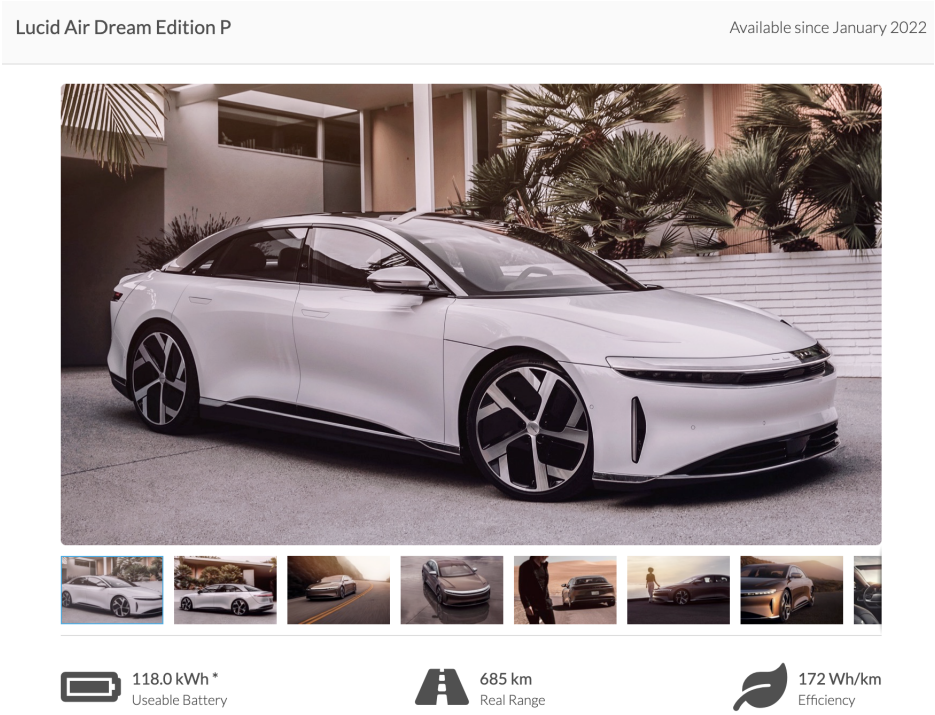 Lucid Air Dream Edition P
Available since January 2022
118.0 kWh *
Useable Battery
685 km
Real Range
172 Wh/km
Efficiency